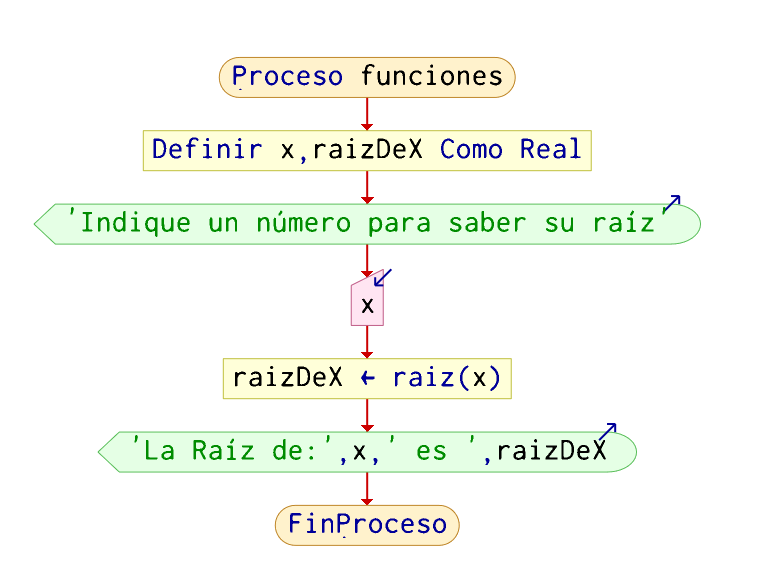 Proceso funciones
Definir x,raizDeX Como Real
'Indique un número para saber su raíz'
x
raizDeX ← raiz(x)
'La Raíz de:',x,' es ',raizDeX
FinProceso